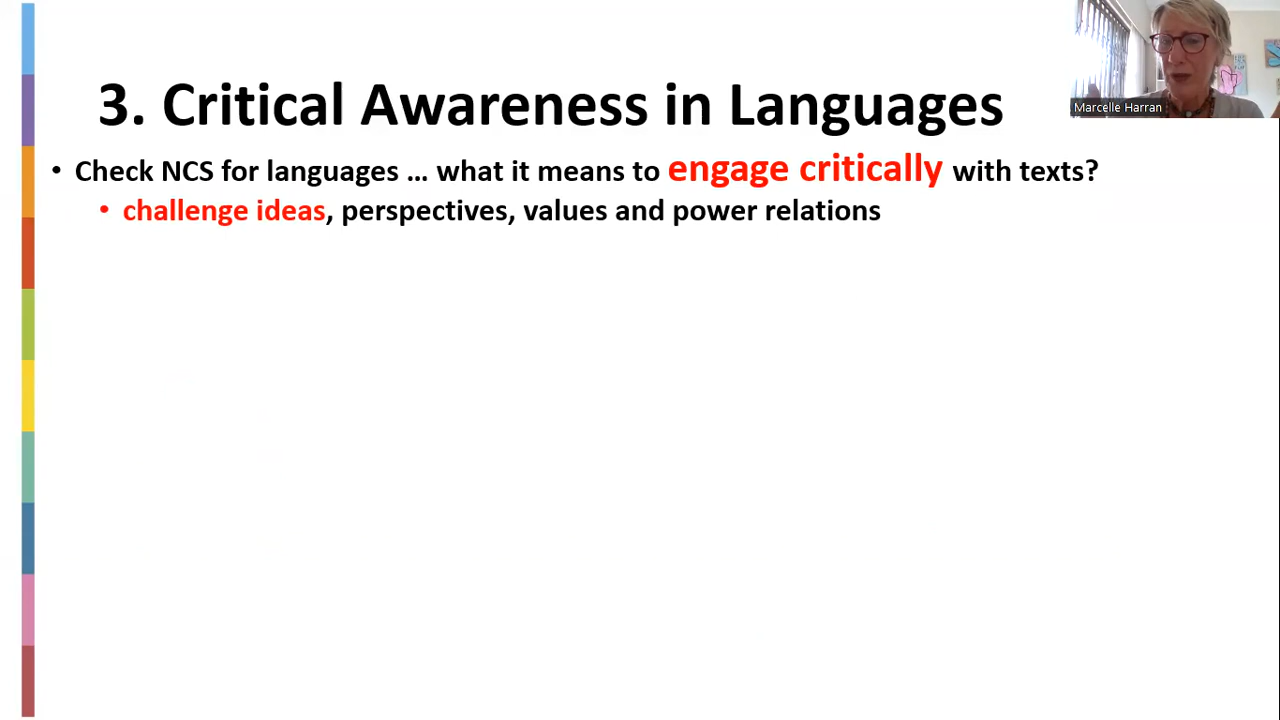 3. Critical Awareness in Languages
Marcelle Harran
• Check NCS for languages … what it means to engage critically with texts?
• challenge ideas, perspectives, values and power relations